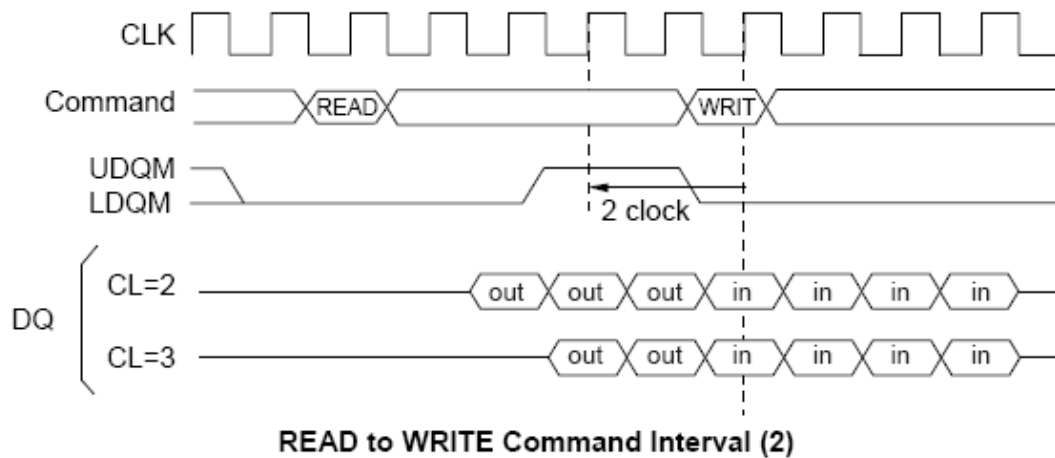 CLK
Command READ WRIT
UDQM
LDQM
2 clock
CL=2 out out out in in in in
DQ
CL=3 out out in in in in
READ to WRITE Command Interval (2)